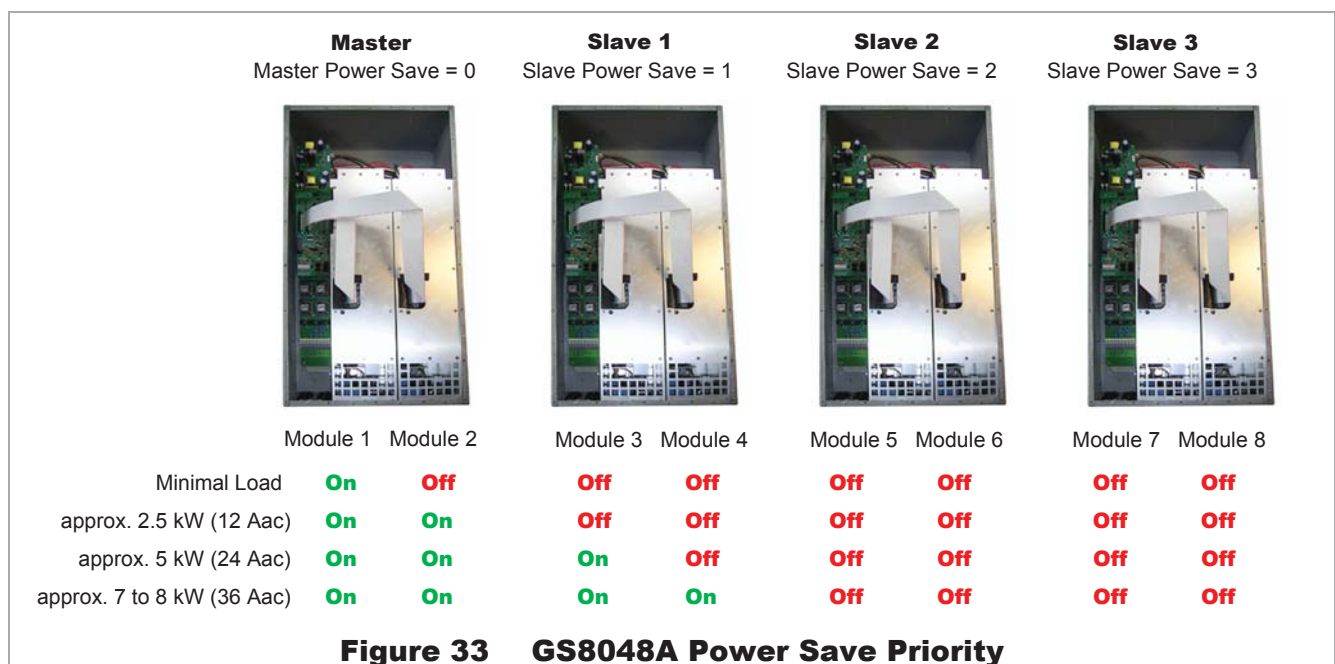 Master Slave 1 Slave 2 Slave 3
Master Power Save = 0 Slave Power Save = 1 Slave Power Save = 2 Slave Power Save = 3
Module 1 Module 2 Module 3 Module 4 Module 5 Module 6 Module 7 Module 8
Minimal Load On Off Off Off Off Off Off Off
approx. 2.5 kW (12 Aac) On On Off Off Off Off Off Off
approx. 5 kW (24 Aac) On On On Off Off Off Off Off
approx. 7 to 8 kW (36 Aac) On On On On Off Off Off Off
Figure 33 GS8048A Power Save Priority